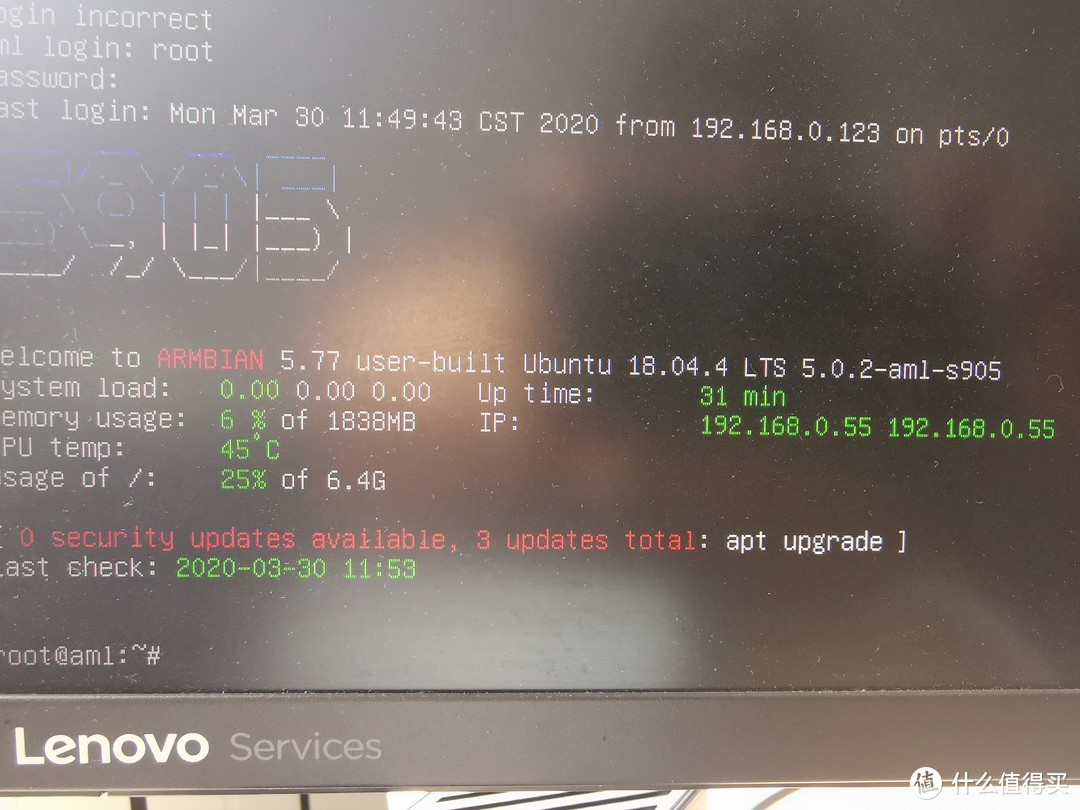 ogin incorrect
ml login: root
assword:
ast login: Mon Mar 30 11:49:43 CST 2020 from 192.168.0.123 on pts/0
S905
elcome to ARMBIAN 5.77 user-built Ubuntu 18.04.4 LTS 5.0.2-aml-s905
ystem load: 0.00 0.00 0.00 Up time: 31 min
emory usage: 6 % of 1838MB IP: 192.168.0.55 192.168.0.55
PU temp: 45°C
sage of /: 25% of 6.4G
[ 0 security updates available, 3 updates total: apt upgrade ]
ast check: 2020-03-30 11:53
root@aml:~#
Lenovo Services
值 什么值得买